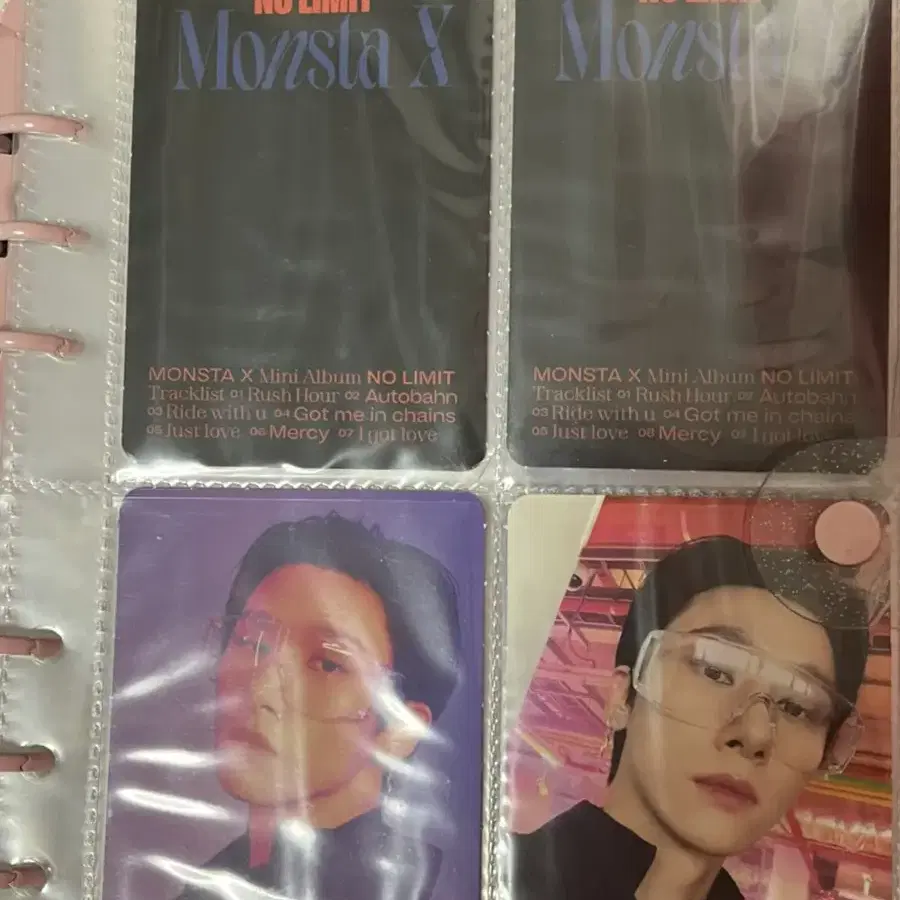 NO LIMIT
Monsta X
MONSTA X Mini Album NO LIMIT
Tracklist 01 Rush Hour 02 Autobahn
03 Ride with u 04 Got me in chains
05 Just love 06 Mercy 07 I got love
NO LIMIT
Monsta
MONSTA X Mini Album NO LIMIT
Tracklist 01 Rush Hour 02 Autobahn
03 Ride with u 04 Got me in chains
05 Just love 06 Mercy 07 I got love